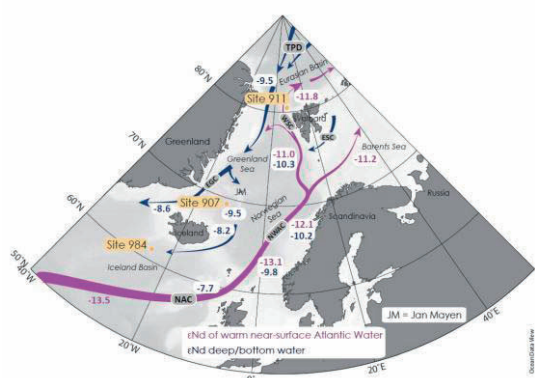 TPD
80°N
-9.5
Eurasian Basin
Site 911
-11.8
WSC
Svalbard
ESC
70°N
Greenland
Greenland
Sea
-11.0
-10.3
Barents Sea
-11.2
EGC
JM
Russia
60°N
-8.6
Site 907
-9.5
Norwegian
Sea
Scandinavia
-8.2
Iceland
-12.1
-10.2
NWAC
Site 984
50°N
40°W
Iceland Basin
-13.1
-9.8
-7.7
-13.5
NAC
40°E
JM = Jan Mayen
20°W
εNd of warm near-surface Atlantic Water
εNd deep/bottom water
0°
20°E
Ocean Data View